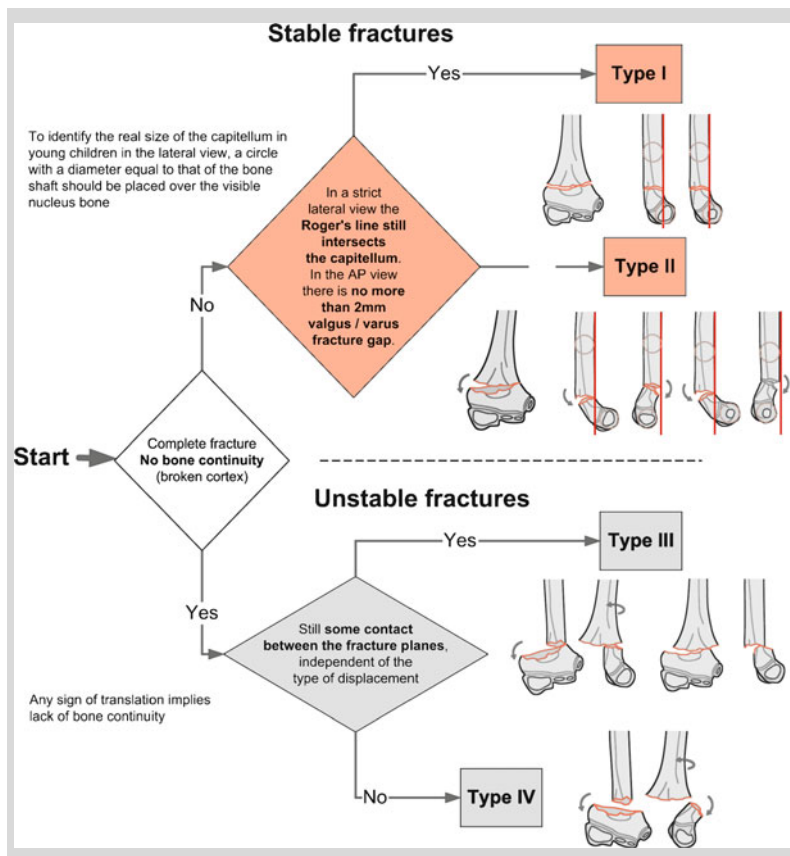 Stable fractures
Yes
Type I
To identify the real size of the capitellum in
young children in the lateral view, a circle
with a diameter equal to that of the bone
shaft should be placed over the visible
nucleus bone
In a strict
lateral view the
Roger's line still
intersects
the capitellum.
In the AP view
there is no more
than 2mm
valgus / varus
fracture gap.
Type II
No
Start
Complete fracture
No bone continuity
(broken cortex)
Unstable fractures
Yes
Type III
Yes
Still some contact
between the fracture planes,
independent of the
type of displacement
Any sign of translation implies
lack of bone continuity
No
Type IV